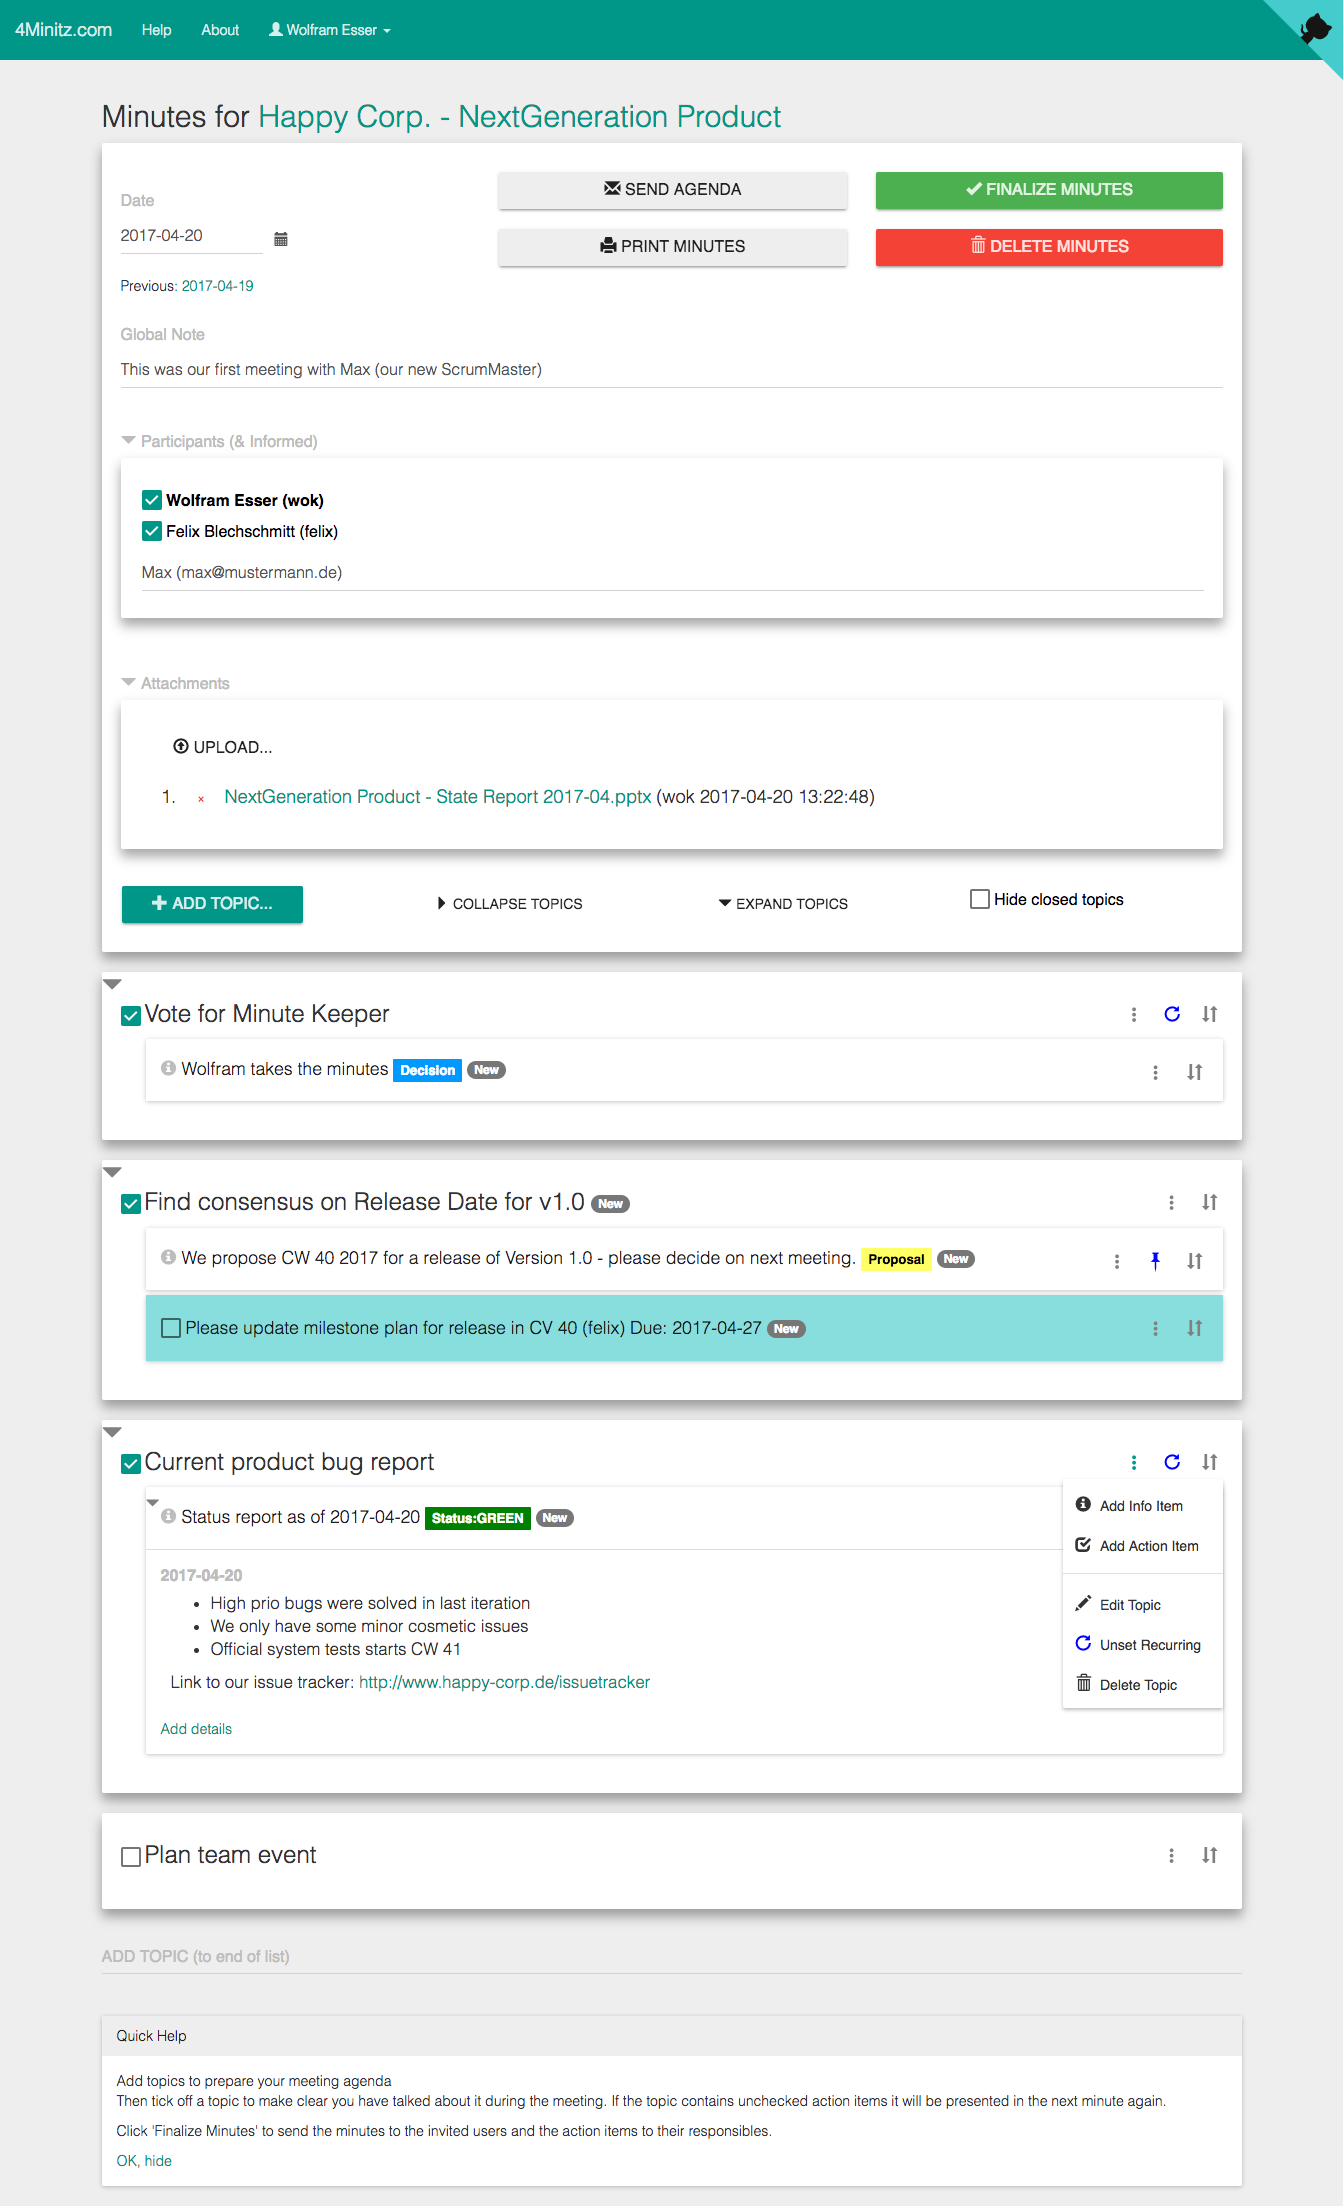 4Minitz.com Help About Wolfram Esser
Minutes for Happy Corp. - NextGeneration Product
Date
2017-04-20
Previous: 2017-04-19
SEND AGENDA
FINALIZE MINUTES
PRINT MINUTES
DELETE MINUTES
Global Note
This was our first meeting with Max (our new ScrumMaster)
Participants (& Informed)
Wolfram Esser (wok)
Felix Blechschmitt (felix)
Max (max@mustermann.de)
Attachments
UPLOAD...
1. × NextGeneration Product - State Report 2017-04.pptx (wok 2017-04-20 13:22:48)
ADD TOPIC... COLLAPSE TOPICS EXPAND TOPICS Hide closed topics
Vote for Minute Keeper
Wolfram takes the minutes Decision New
Find consensus on Release Date for v1.0 New
We propose CW 40 2017 for a release of Version 1.0 - please decide on next meeting. Proposal New
Please update milestone plan for release in CV 40 (felix) Due: 2017-04-27 New
Current product bug report
Status report as of 2017-04-20 Status:GREEN New
2017-04-20
• High prio bugs were solved in last iteration
• We only have some minor cosmetic issues
• Official system tests starts CW 41
Link to our issue tracker: http://www.happy-corp.de/issuetracker
Add details
Add Info Item
Add Action Item
Edit Topic
Unset Recurring
Delete Topic
Plan team event
ADD TOPIC (to end of list)
Quick Help
Add topics to prepare your meeting agenda
Then tick off a topic to make clear you have talked about it during the meeting. If the topic contains unchecked action items it will be presented in the next minute again.
Click 'Finalize Minutes' to send the minutes to the invited users and the action items to their responsibles.
OK, hide